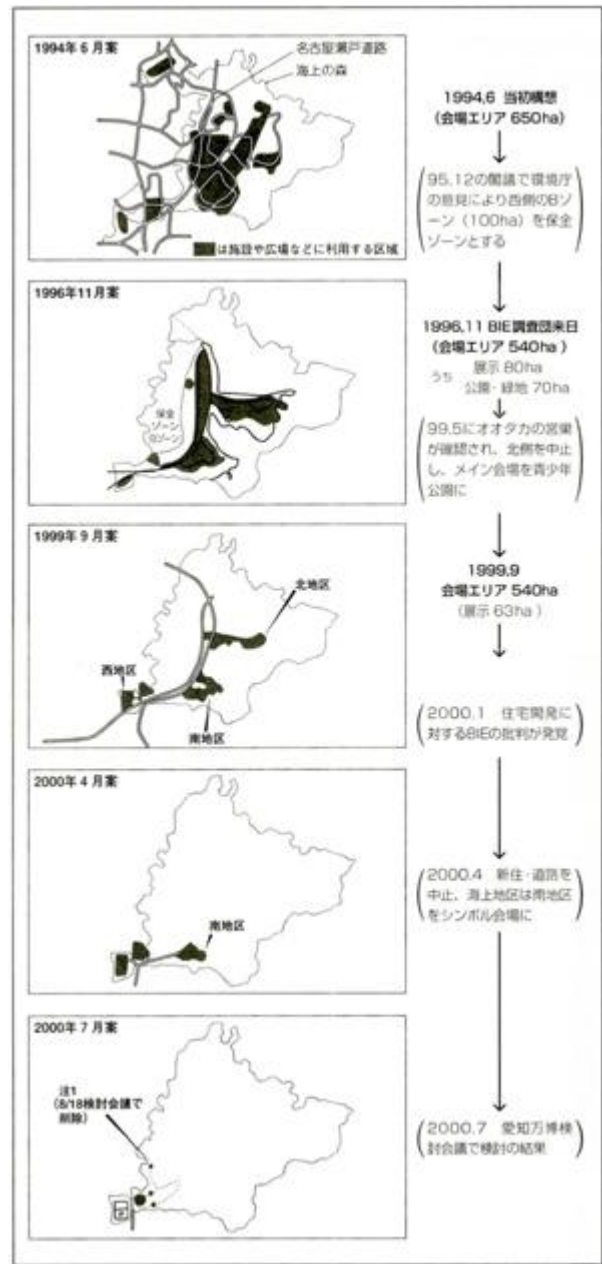 1994年6月案
名古屋瀬戸道路
海上の森
■は施設や広場などに利用する区域
1994.6 当初構想
(会場エリア 650ha)
95.12の閣議で環境庁
の意見により西側のBゾ
ーン(100ha)を保全
ゾーンとする
1996年11月案
保全
ゾーン
Bゾーン
1996.11 BIE調査団来日
(会場エリア 540ha)
うち 展示 80ha
公園・緑地 70ha
99.5にオオタカの営巣
が確認され、北側を中止
し、メイン会場を青少年
公園に
1999年9月案
北地区
西地区
南地区
1999.9
会場エリア 540ha
(展示 63ha)
2000.1 住宅開発に
対するBIEの批判が発覚
2000年4月案
南地区
2000.4 新住・道路を
中止、海上地区は南地区
をシンボル会場に
2000年7月案
注1
(8/18検討会議で
削除)
2000.7 愛知万博検
討会議で検討の結果